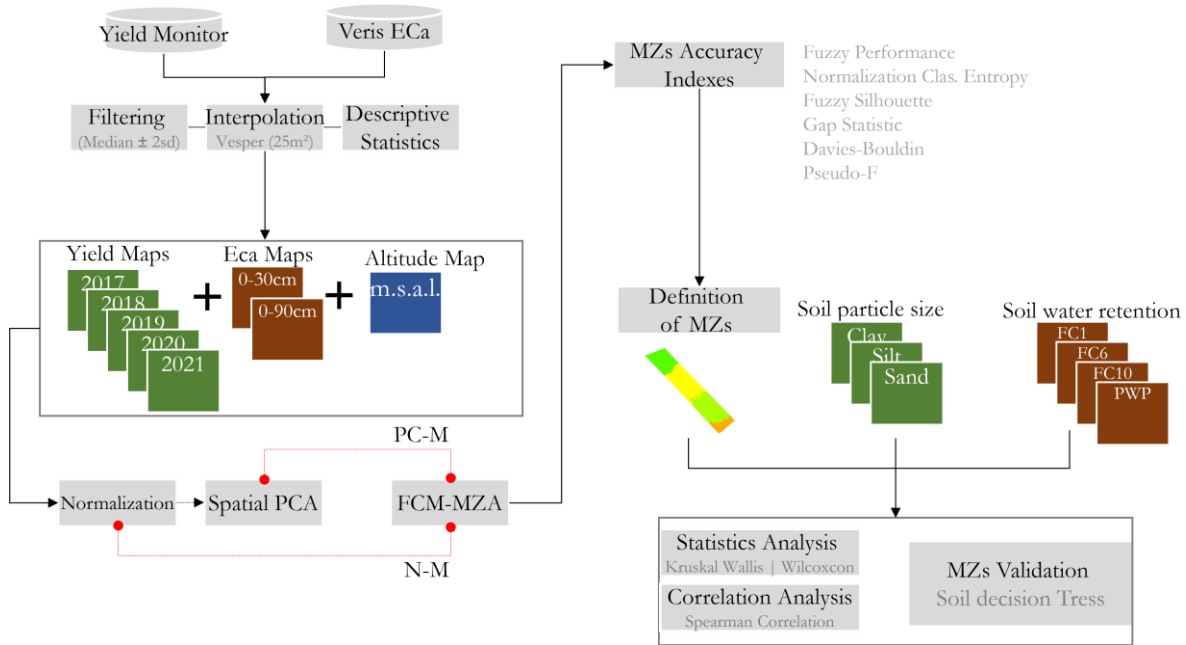 Yield Monitor
Veris ECa
Filtering
(Median ± 2sd)
Interpolation
Vesper (25m²)
Descriptive
Statistics
Yield Maps
2017
2018
2019
2020
2021
+
Eca Maps
0-30cm
0-90cm
+
Altitude Map
m.s.a.l.
PC-M
Normalization
Spatial PCA
FCM-MZA
N-M
MZs Accuracy
Indexes
Fuzzy Performance
Normalization Clas. Entropy
Fuzzy Silhouette
Gap Statistic
Davies-Bouldin
Pseudo-F
Definition
of MZs
Soil particle size
Clay
Silt
Sand
Soil water retention
FC1
FC6
FC10
PWP
Statistics Analysis
Kruskal Wallis | Wilcoxcon
Correlation Analysis
Spearman Correlation
MZs Validation
Soil decision Tress